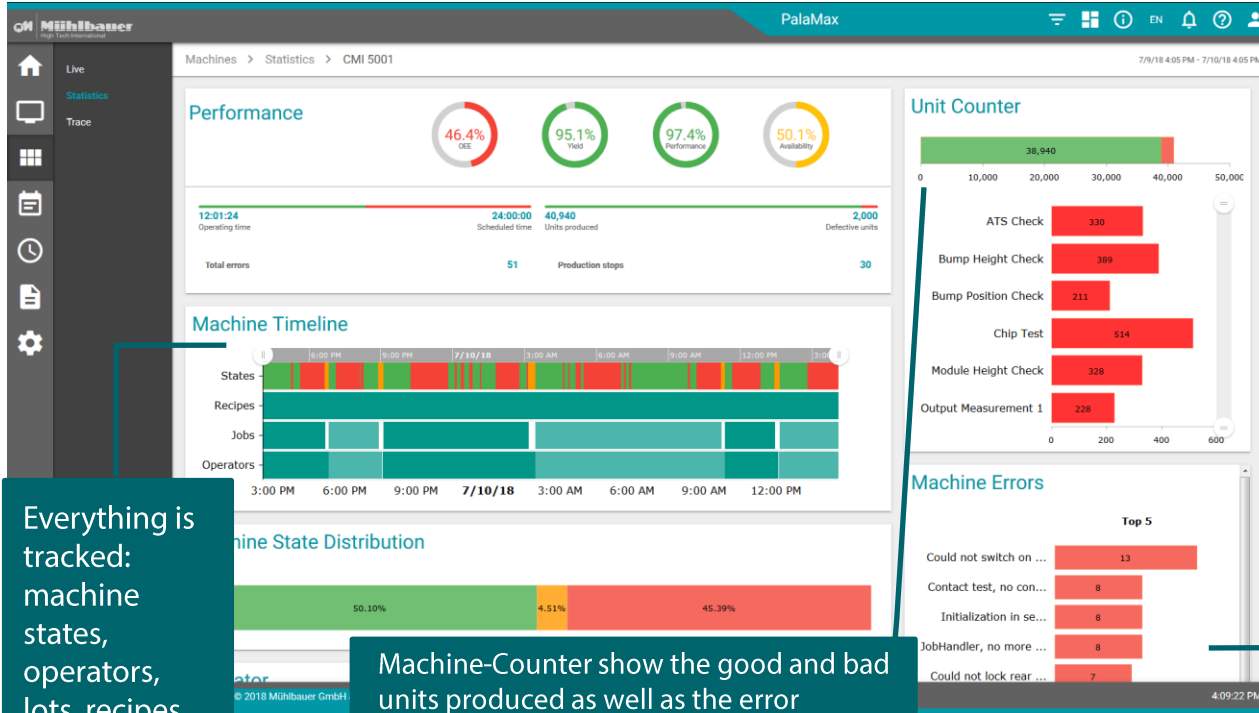 Mühlbauer
High Tech International
PalaMax
EN
Live
Statistics
Trace
Machines > Statistics > CMI 5001
7/9/18 4:05 PM - 7/10/18 4:05 PM
Performance
46.4%
OEE
95.1%
Yield
97.4%
Performance
50.1%
Availability
12:01:24
Operating time
24:00:00
Scheduled time
40,940
Units produced
2,000
Defective units
Total errors 51
Production stops 30
Machine Timeline
6:00 PM 9:00 PM 7/10/18 3:00 AM 6:00 AM 9:00 AM 12:00 PM 3:0
States
Recipes
Jobs
Operators
3:00 PM 6:00 PM 9:00 PM 7/10/18 3:00 AM 6:00 AM 9:00 AM 12:00 PM
hine State Distribution
50.10% 4.51% 45.39%
ator
© 2018 Mühlbauer GmbH
Unit Counter
38,940
0 10,000 20,000 30,000 40,000 50,000
ATS Check 330
Bump Height Check 389
Bump Position Check 211
Chip Test 514
Module Height Check 328
Output Measurement 1 228
0 200 400 600
Machine Errors
Top 5
Could not switch on ... 13
Contact test, no con... 8
Initialization in se... 8
JobHandler, no more ... 8
Could not lock rear ... 7
4:09:22 PM
Everything is
tracked:
machine
states,
operators,
lots, recipes
Machine-Counter show the good and bad
units produced as well as the error